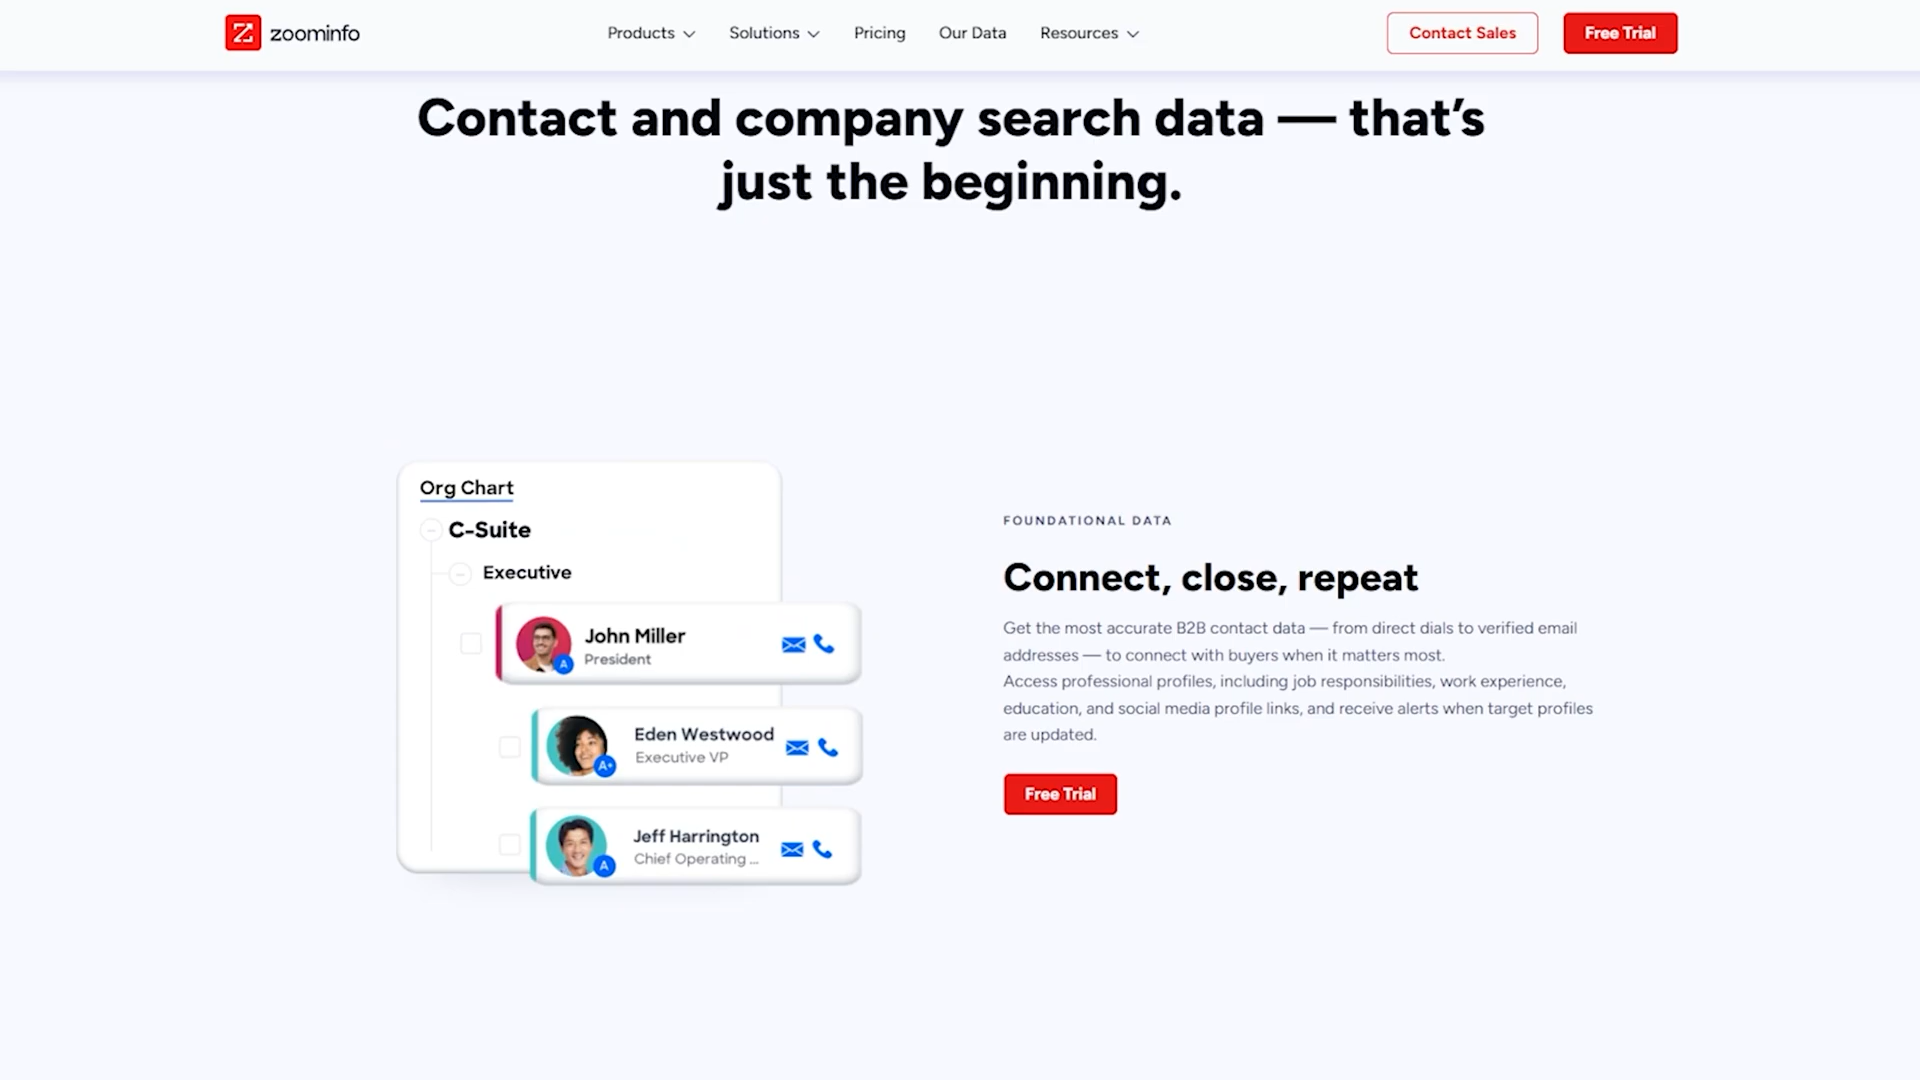 zoominfo
Products
Solutions
Pricing
Our Data
Resources
Contact Sales
Free Trial
Contact and company search data — that’s
just the beginning.
Org Chart
C-Suite
Executive
John Miller
President
A
Eden Westwood
Executive VP
A+
Jeff Harrington
Chief Operating ...
A
FOUNDATIONAL DATA
Connect, close, repeat
Get the most accurate B2B contact data — from direct dials to verified email
addresses — to connect with buyers when it matters most.
Access professional profiles, including job responsibilities, work experience,
education, and social media profile links, and receive alerts when target profiles
are updated.
Free Trial